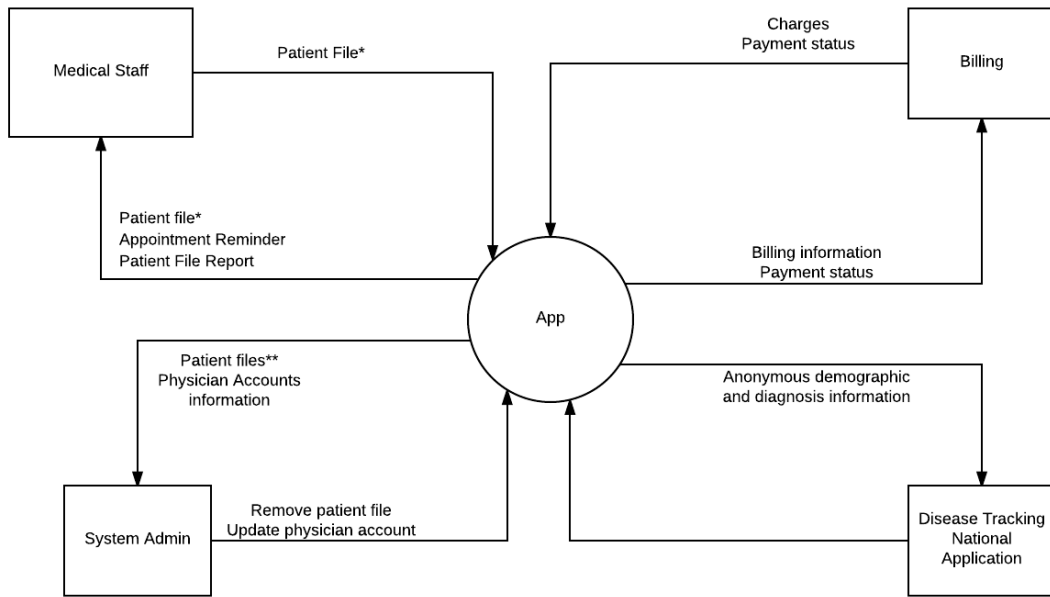 Medical Staff
Patient File*
Charges
Payment status
Billing
Patient file*
Appointment Reminder
Patient File Report
Billing information
Payment status
App
Patient files**
Physician Accounts
information
Anonymous demographic
and diagnosis information
System Admin
Remove patient file
Update physician account
Disease Tracking
National
Application